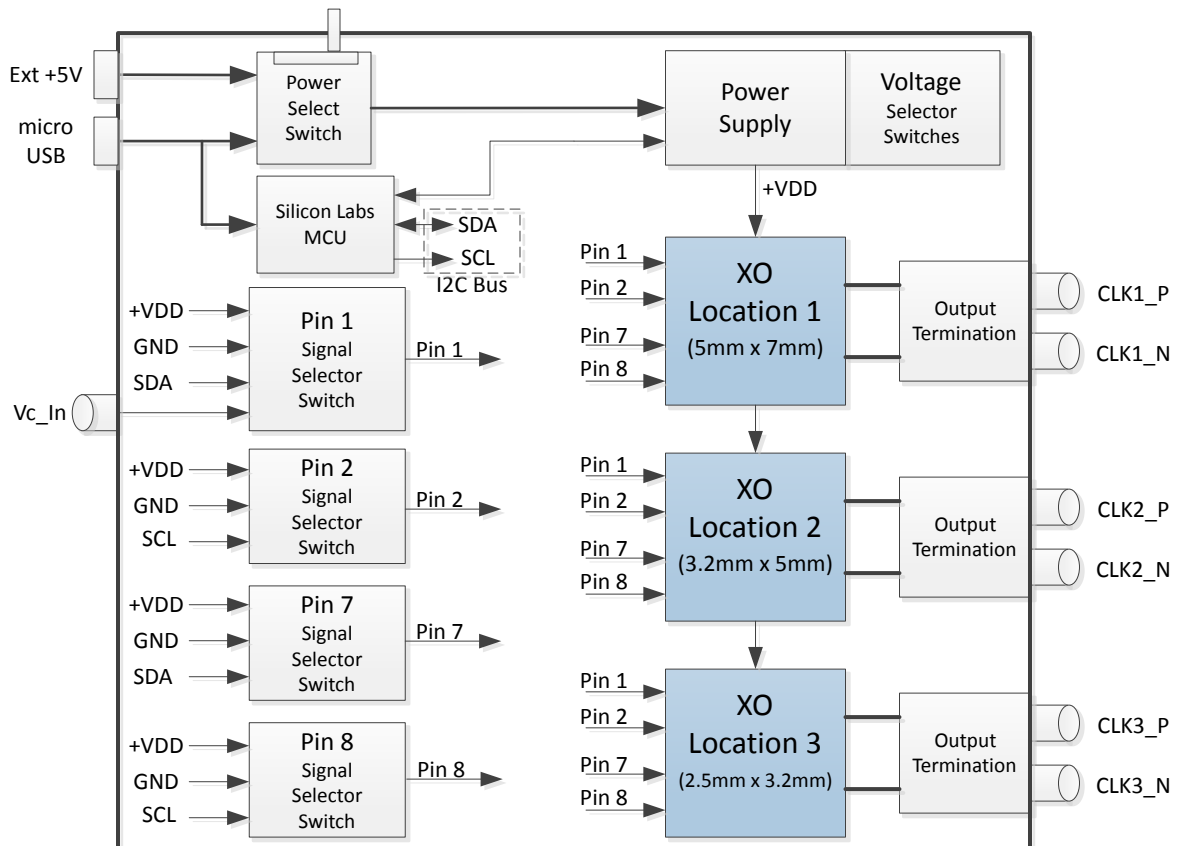 Ext +5V
micro
USB
Power
Select
Switch
Power
Supply
Voltage
Selector
Switches
+VDD
Silicon Labs
MCU
SDA
SCL
I2C Bus
+VDD
GND
SDA
Vc_In
Pin 1
Signal
Selector
Switch
Pin 1
+VDD
GND
SCL
Pin 2
Signal
Selector
Switch
Pin 2
+VDD
GND
SDA
Pin 7
Signal
Selector
Switch
Pin 7
+VDD
GND
SCL
Pin 8
Signal
Selector
Switch
Pin 8
Pin 1
Pin 2
Pin 7
Pin 8
XO
Location 1
(5mm x 7mm)
Output
Termination
CLK1_P
CLK1_N
Pin 1
Pin 2
Pin 7
Pin 8
XO
Location 2
(3.2mm x 5mm)
Output
Termination
CLK2_P
CLK2_N
Pin 1
Pin 2
Pin 7
Pin 8
XO
Location 3
(2.5mm x 3.2mm)
Output
Termination
CLK3_P
CLK3_N